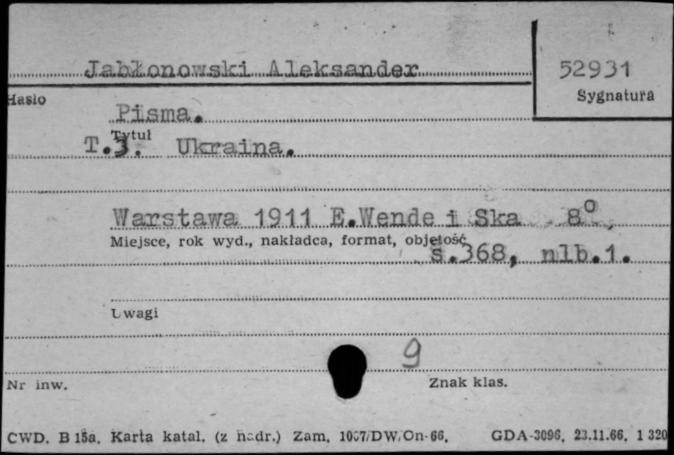 Jabłonowski Aleksander
52931
Hasło
Sygnatura
Pisma.
Tytuł
T.3. Ukraina.
Warstawa 1911 E.Wende i Ska 8°
Miejsce, rok wyd., nakładca, format, objętość
s.368, nlb.1.
Uwagi
9
Nr inw.
Znak klas.
CWD. B 15a. Karta katal. (z nadr.) Zam. 1067/DW/On-66. GDA-3096. 23.11.66. 1 320